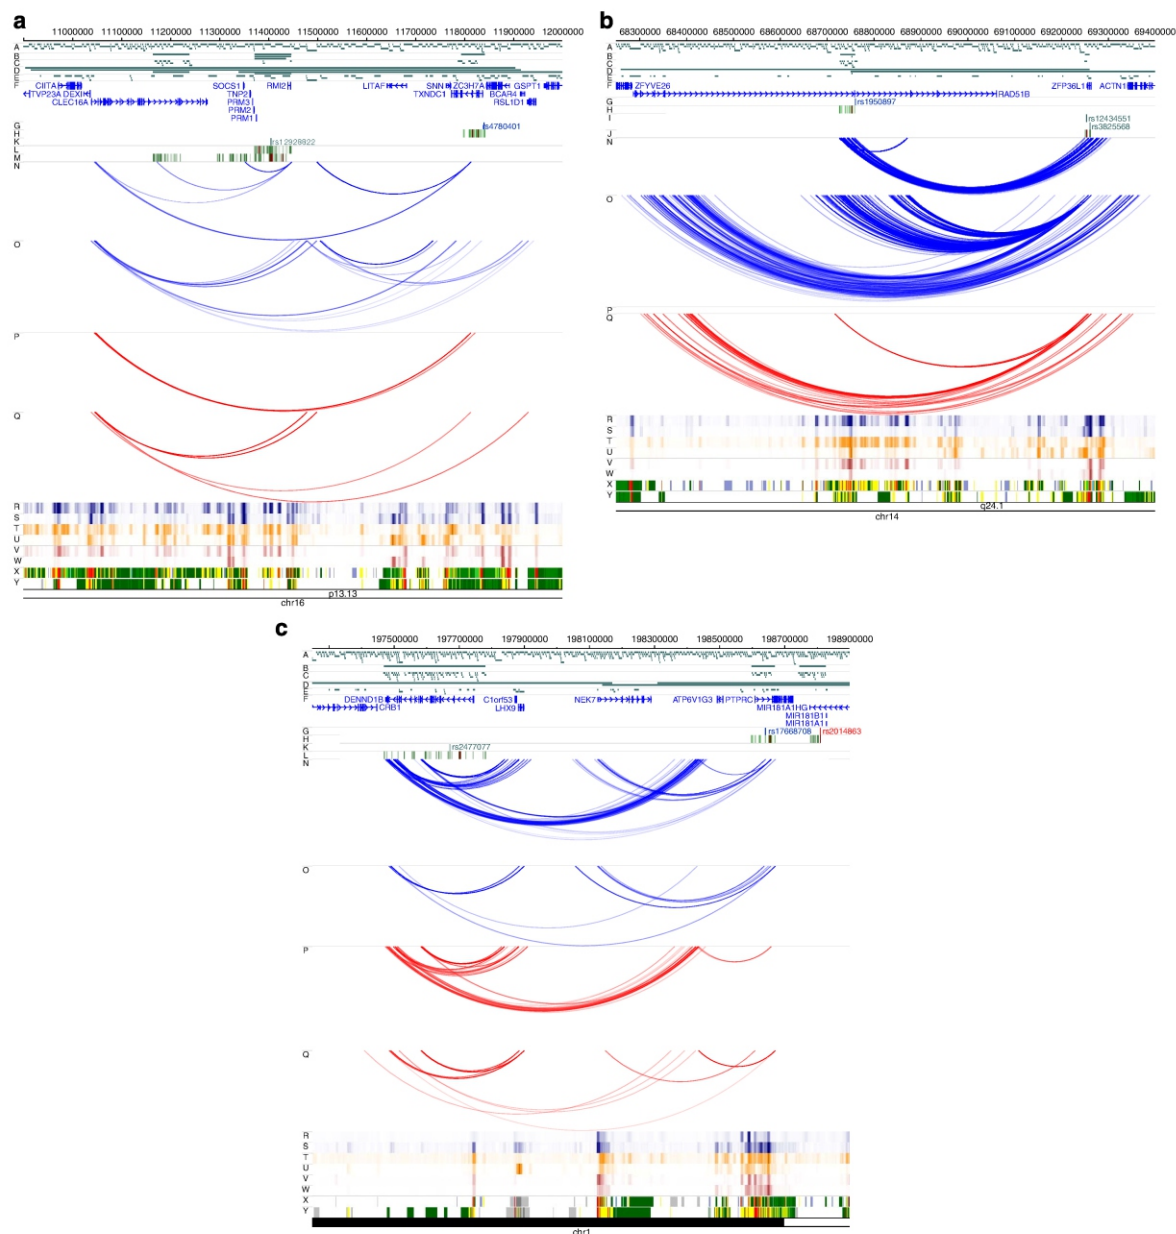 a
11000000 11100000 11200000 11300000 11400000 11500000 11600000 11700000 11800000 11900000 12000000
A
B
C
D
E
F
CIITA SOCS1 RMI2 LITAF SNN ZC3H7A GSPT1
TVP23A DEXI TNP2 TXNDC1 BCAR4
CLEC16A PRM3 RSL1D1
PRM2
PRM1
G
rs4780401
H
K
rs12928822
L
M
N
O
P
Q
R
S
T
U
V
W
X
Y
p13.13
chr16
b
68300000 68400000 68500000 68600000 68700000 68800000 68900000 69000000 69100000 69200000 69300000 69400000
A
B
C
D
E
F
ZFYVE26 ZFP36L1 ACTN1
RAD51B
G
rs1950897
H
I
rs12434551
rs3825568
J
N
O
P
Q
R
S
T
U
V
W
X
Y
q24.1
chr14
c
197500000 197700000 197900000 198100000 198300000 198500000 198700000 198900000
A
B
C
D
E
F
DENND1B C1orf53 NEK7 ATP6V1G3 PTPRC
CRB1 LHX9 MIR181A1HG
MIR181B1
MIR181A1
G
rs17668708 rs2014863
H
K
rs2477077
L
N
O
P
Q
R
S
T
U
V
W
X
Y
chr1